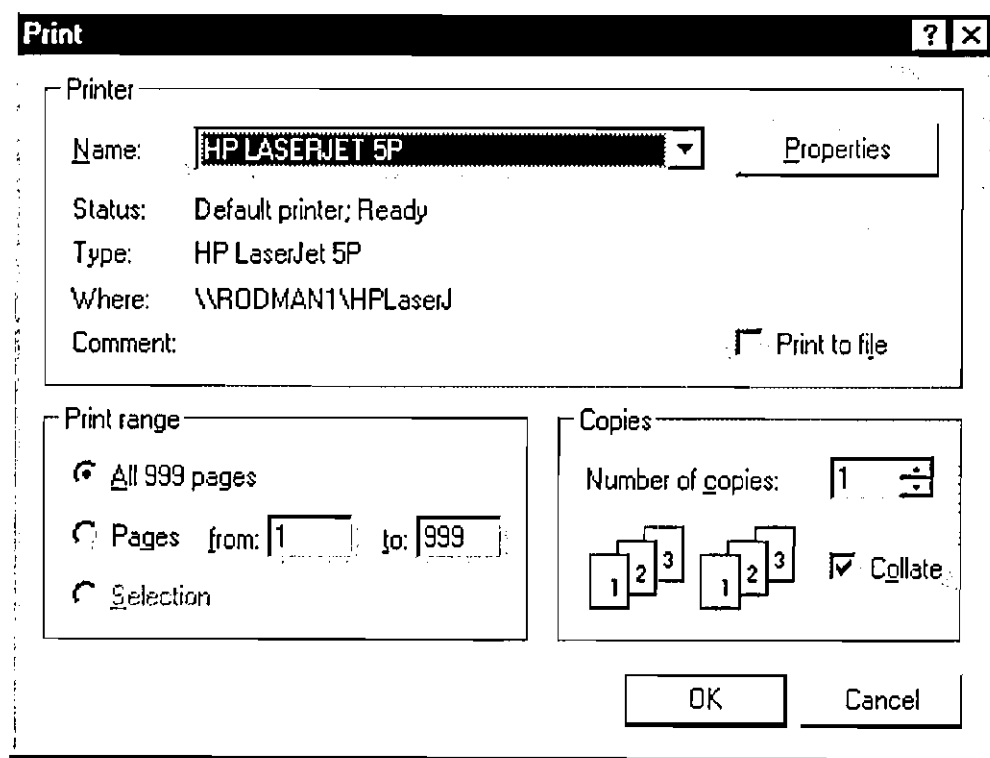 Print
Printer
Name: HP LASERJET 5P Properties
Status: Default printer; Ready
Type: HP LaserJet 5P
Where: \\RODMAN1\HPLaserJ
Comment: Print to file
Print range
All 999 pages
Pages from: 1 to: 999
Selection
Copies
Number of copies: 1
1 2 3 1 2 3 Collate
OK Cancel